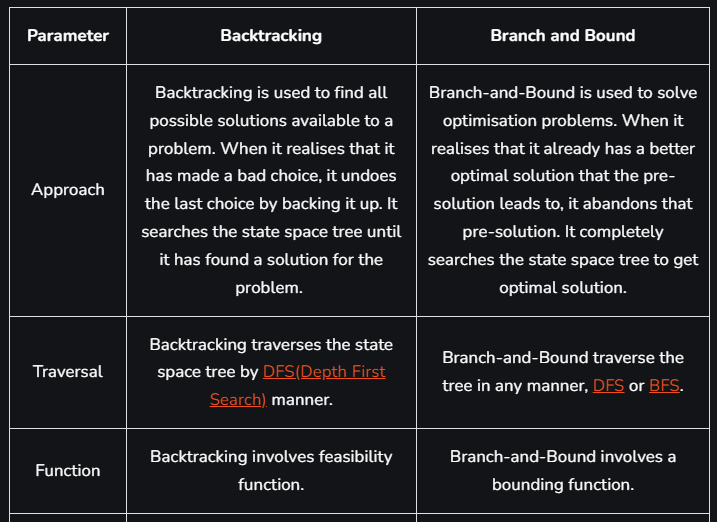 Parameter
Backtracking
Branch and Bound
Approach
Backtracking is used to find all
possible solutions available to a
problem. When it realises that it
has made a bad choice, it undoes
the last choice by backing it up. It
searches the state space tree until
it has found a solution for the
problem.
Branch-and-Bound is used to solve
optimisation problems. When it
realises that it already has a better
optimal solution that the pre-
solution leads to, it abandons that
pre-solution. It completely
searches the state space tree to get
optimal solution.
Traversal
Backtracking traverses the state
space tree by DFS(Depth First
Search) manner.
Branch-and-Bound traverse the
tree in any manner, DFS or BFS.
Function
Backtracking involves feasibility
function.
Branch-and-Bound involves a
bounding function.